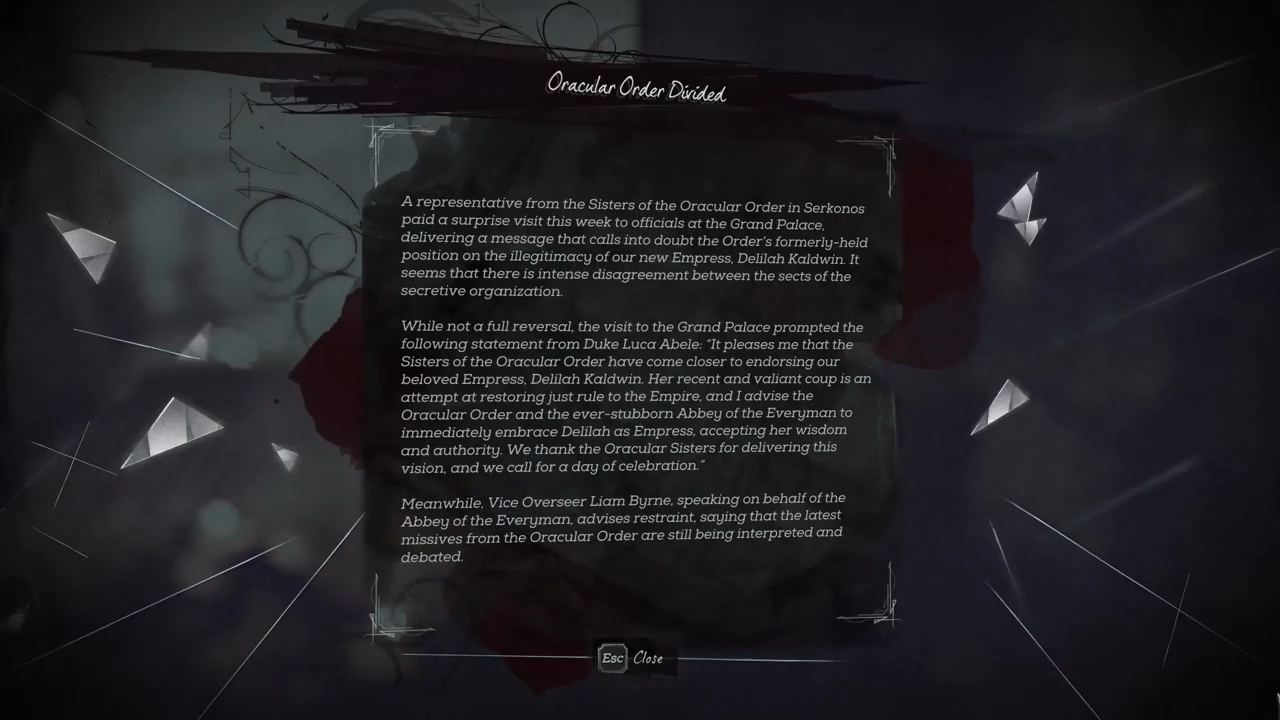 Oracular Order Divided
A representative from the Sisters of the Oracular Order in Serkonos
paid a surprise visit this week to officials at the Grand Palace,
delivering a message that calls into doubt the Order's formerly-held
position on the illegitimacy of our new Empress, Delilah Kaldwin. It
seems that there is intense disagreement between the sects of the
secretive organization.
While not a full reversal, the visit to the Grand Palace prompted the
following statement from Duke Luca Abele: "It pleases me that the
Sisters of the Oracular Order have come closer to endorsing our
beloved Empress, Delilah Kaldwin. Her recent and valiant coup is an
attempt at restoring just rule to the Empire, and I advise the
Oracular Order and the ever-stubborn Abbey of the Everyman to
immediately embrace Delilah as Empress, accepting her wisdom
and authority. We thank the Oracular Sisters for delivering this
vision, and we call for a day of celebration."
Meanwhile, Vice Overseer Liam Byrne, speaking on behalf of the
Abbey of the Everyman, advises restraint, saying that the latest
missives from the Oracular Order are still being interpreted and
debated.
Esc Close